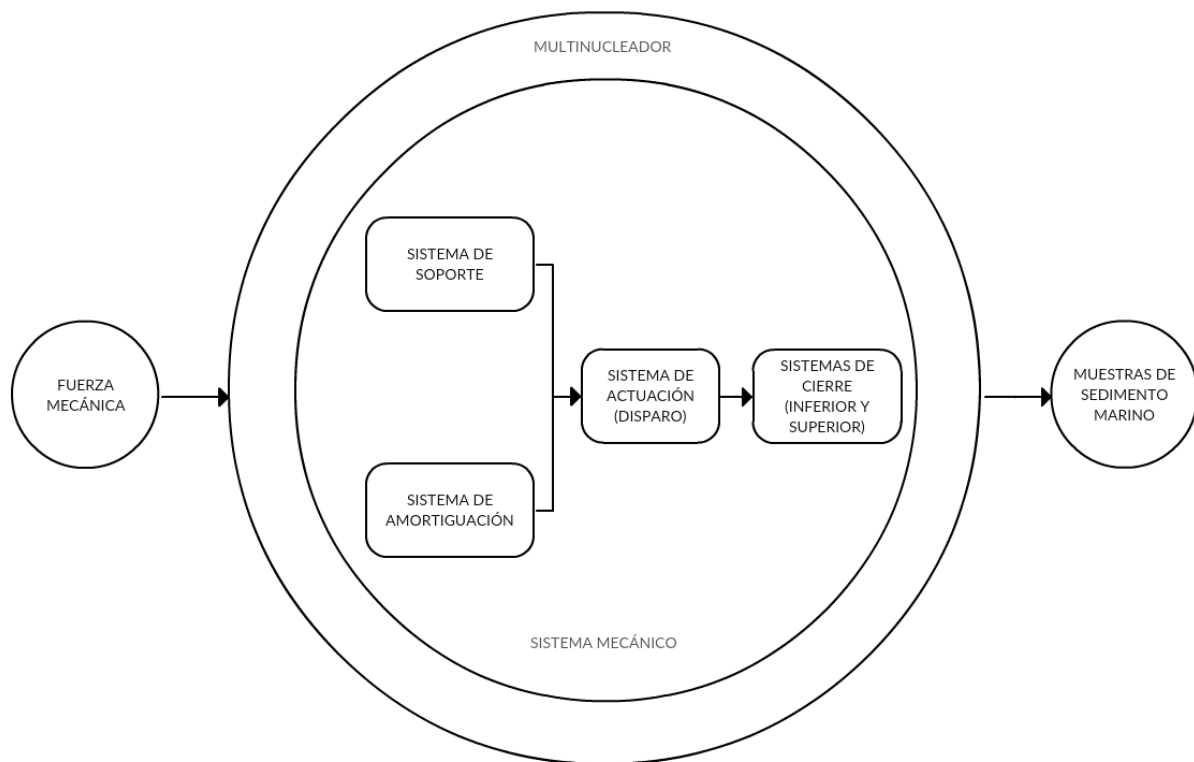 MULTINUCLEADOR
SISTEMA DE
SOPORTE
FUERZA
MECÁNICA
SISTEMA DE
ACTUACIÓN
(DISPARO)
SISTEMAS DE
CIERRE
(INFERIOR Y
SUPERIOR)
MUESTRAS DE
SEDIMENTO
MARINO
SISTEMA DE
AMORTIGUACIÓN
SISTEMA MECÁNICO